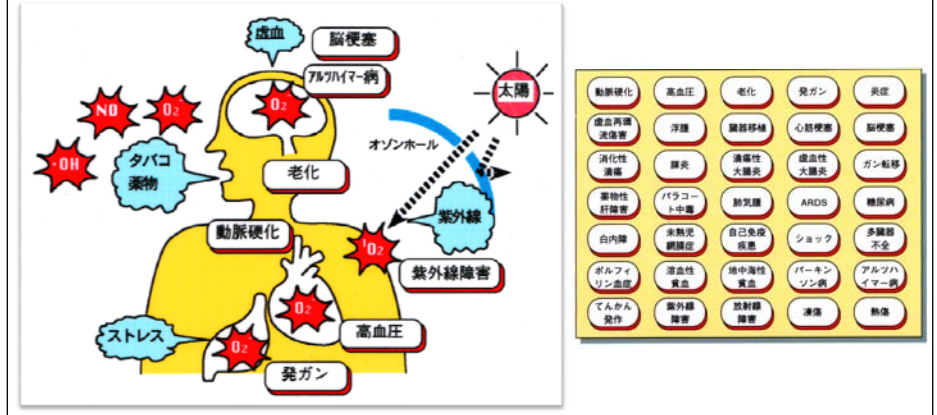 虚血
脳梗塞
アルツハイマー病
O₂⁻
NO
O₂⁻
・OH
タバコ
薬物
太陽
オゾンホール
老化
紫外線
動脈硬化
¹O₂
紫外線障害
O₂⁻
高血圧
ストレス
O₂⁻
発ガン
動脈硬化
高血圧
老化
発ガン
炎症
虚血再環
流傷害
浮腫
臓器移植
心筋梗塞
脳梗塞
消化性
潰瘍
膵炎
潰瘍性
大腸炎
虚血性
大腸炎
ガン転移
薬物性
肝障害
パラコー
ト中毒
肺気腫
ARDS
糖尿病
白内障
未熟児
網膜症
自己免疫
疾患
ショック
多臓器
不全
ポルフィ
リン血症
溶血性
貧血
地中海性
貧血
パーキン
ソン病
アルツハ
イマー病
てんかん
発作
紫外線
障害
放射線
障害
凍傷
熱傷